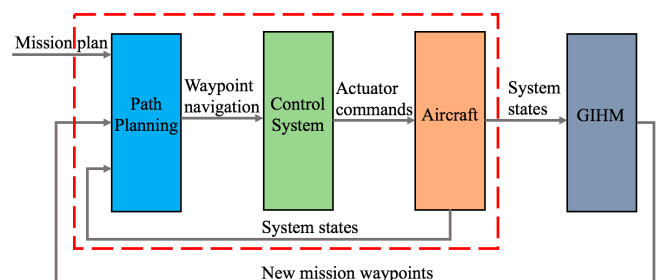 Mission plan
Path
Planning
Waypoint
navigation
Control
System
Actuator
commands
Aircraft
System
states
GIHM
System states
New mission waypoints